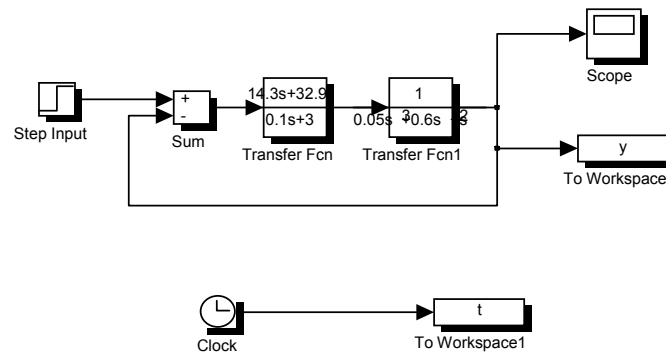 Scope
14.3s+32.9
1
+
-
0.1s+3
Step Input
Sum
Transfer Fcn
Transfer Fcn1
y
To Workspace
t
Clock
To Workspace1